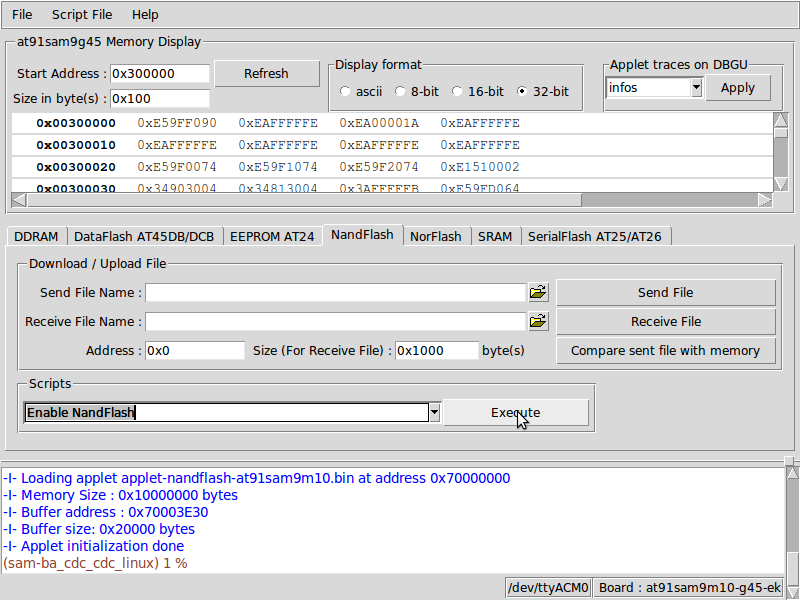 File Script File Help
at91sam9g45 Memory Display
Start Address : 0x300000 Refresh
Size in byte(s) : 0x100
Display format
ascii 8-bit 16-bit 32-bit
Applet traces on DBGU
infos Apply
0x00300000 0xE59FF090 0xEAFFFFFE 0xEA00001A 0xEAFFFFFE
0x00300010 0xEAFFFFFE 0xEAFFFFFE 0xEAFFFFFE 0xEAFFFFFE
0x00300020 0xE59F0074 0xE59F1074 0xE59F2074 0xE1510002
0x00300030 0x34903004 0x34813004 0x3AFFFFFB 0xE59FD064
DDRAM DataFlash AT45DB/DCB EEPROM AT24 NandFlash NorFlash SRAM SerialFlash AT25/AT26
Download / Upload File
Send File Name : Send File
Receive File Name : Receive File
Address : 0x0 Size (For Receive File) : 0x1000 byte(s) Compare sent file with memory
Scripts
Enable NandFlash Execute
-I- Loading applet applet-nandflash-at91sam9m10.bin at address 0x70000000
-I- Memory Size : 0x10000000 bytes
-I- Buffer address : 0x70003E30
-I- Buffer size: 0x20000 bytes
-I- Applet initialization done
(sam-ba_cdc_cdc_linux) 1 %
/dev/ttyACM0 Board : at91sam9m10-g45-ek